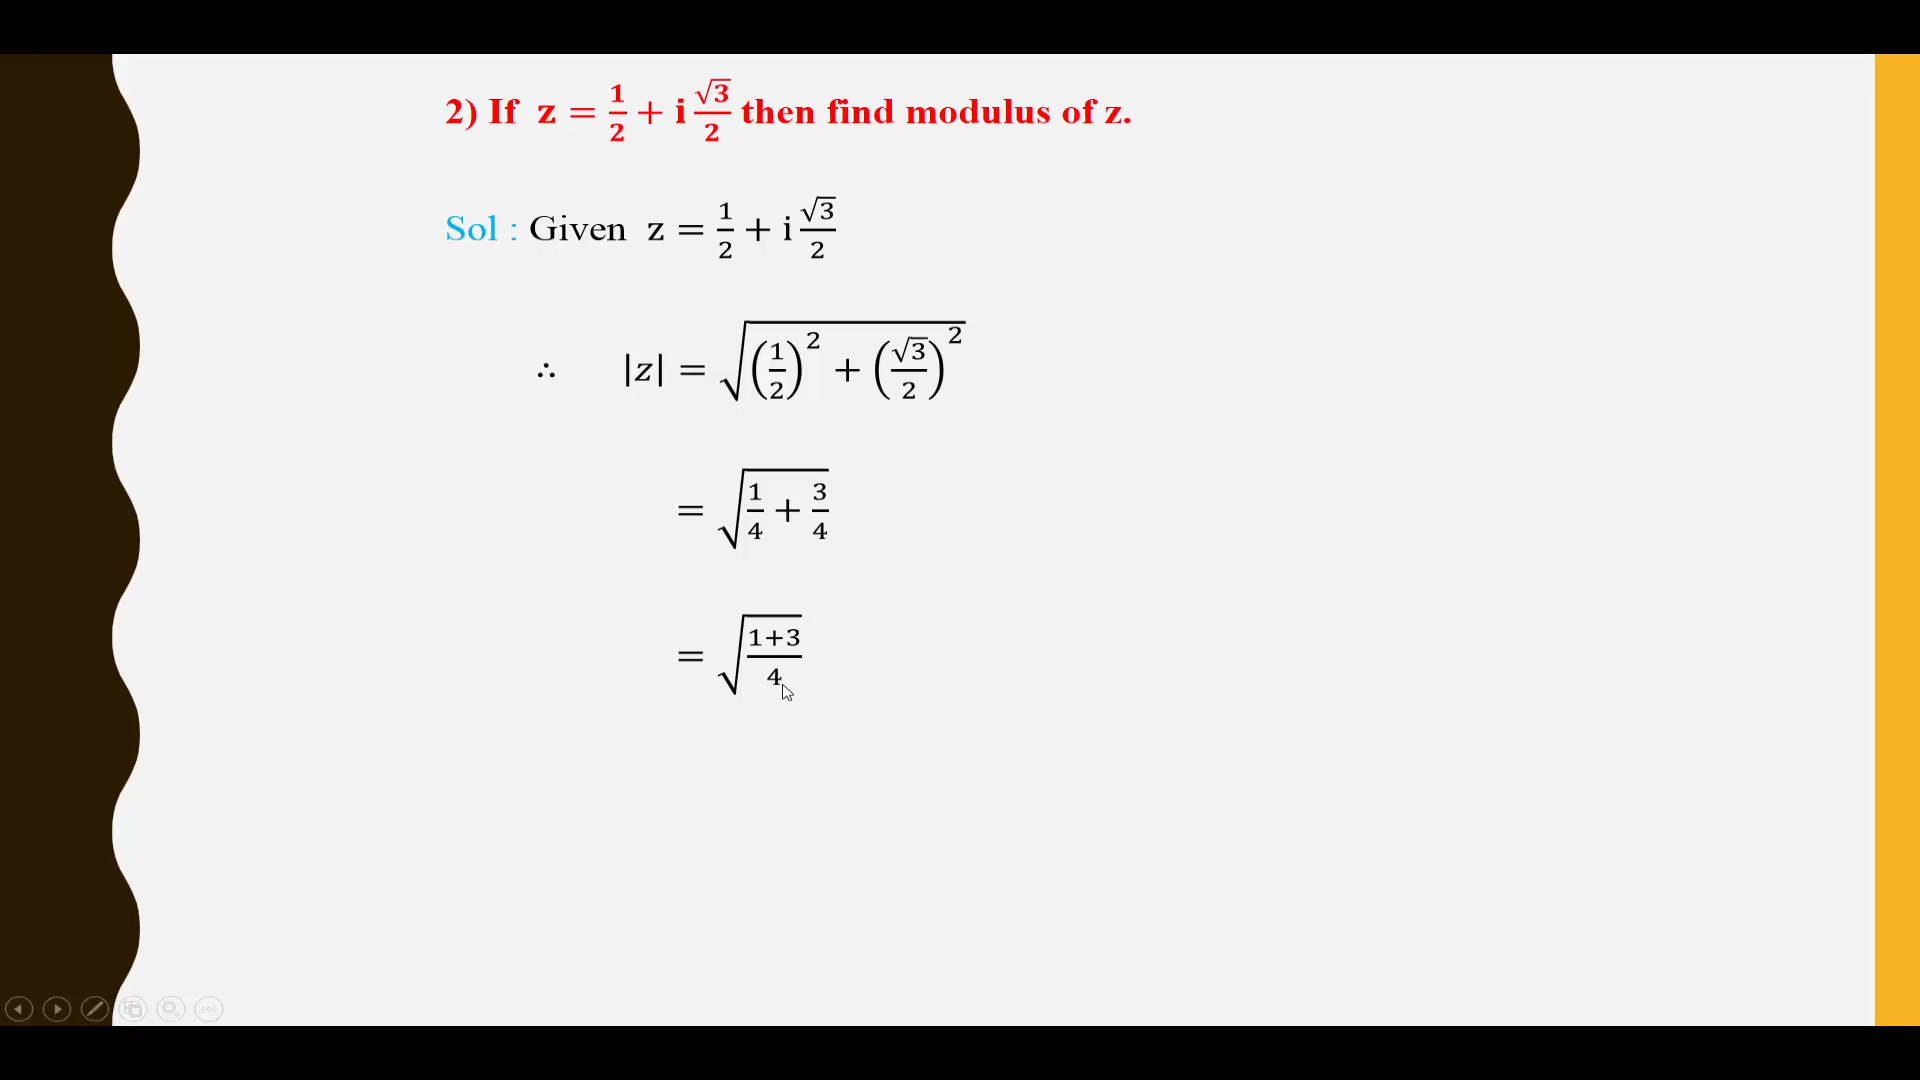 2) If z = 1/2 + i √3/2 then find modulus of z.
Sol : Given z = 1/2 + i √3/2
∴ |z| = √((1/2)² + (√3/2)²)
= √(1/4 + 3/4)
= √((1+3)/4)